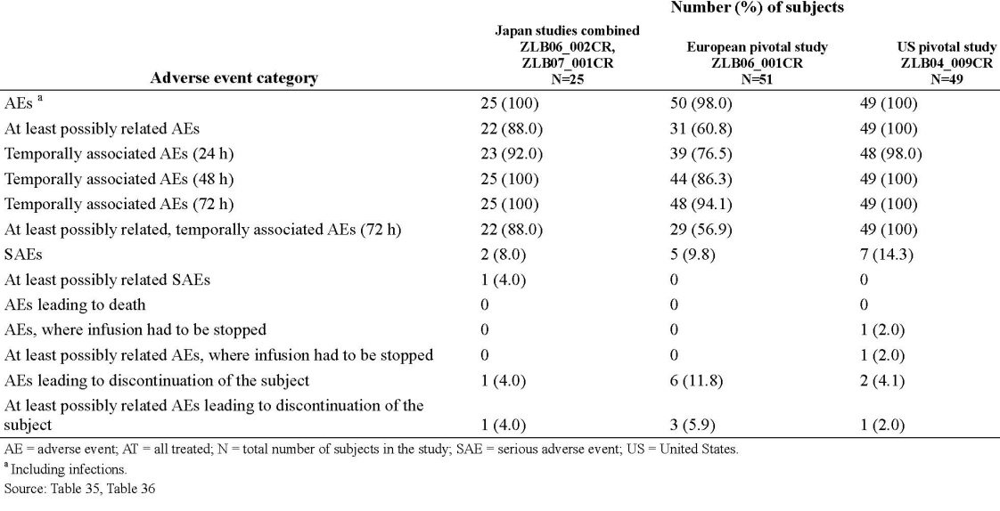 Number (%) of subjects
Japan studies combined
ZLB06_002CR,
ZLB07_001CR
N=25
European pivotal study
ZLB06_001CR
N=51
US pivotal study
ZLB04_009CR
N=49
Adverse event category
AEs a 25 (100) 50 (98.0) 49 (100)
At least possibly related AEs 22 (88.0) 31 (60.8) 49 (100)
Temporally associated AEs (24 h) 23 (92.0) 39 (76.5) 48 (98.0)
Temporally associated AEs (48 h) 25 (100) 44 (86.3) 49 (100)
Temporally associated AEs (72 h) 25 (100) 48 (94.1) 49 (100)
At least possibly related, temporally associated AEs (72 h) 22 (88.0) 29 (56.9) 49 (100)
SAEs 2 (8.0) 5 (9.8) 7 (14.3)
At least possibly related SAEs 1 (4.0) 0 0
AEs leading to death 0 0 0
AEs, where infusion had to be stopped 0 0 1 (2.0)
At least possibly related AEs, where infusion had to be stopped 0 0 1 (2.0)
AEs leading to discontinuation of the subject 1 (4.0) 6 (11.8) 2 (4.1)
At least possibly related AEs leading to discontinuation of the
subject 1 (4.0) 3 (5.9) 1 (2.0)
AE = adverse event; AT = all treated; N = total number of subjects in the study; SAE = serious adverse event; US = United States.
a Including infections.
Source: Table 35, Table 36